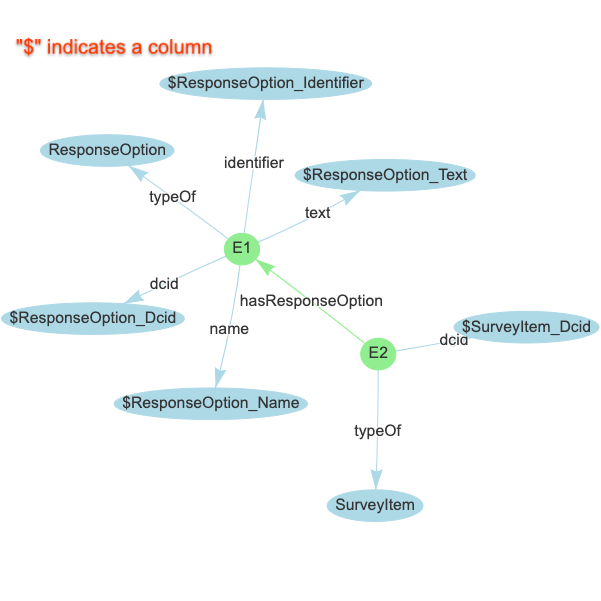 "$" indicates a column
$ResponseOption_Identifier
ResponseOption
identifier
$ResponseOption_Text
typeOf
text
E1
dcid
hasResponseOption
$ResponseOption_Dcid
name
$SurveyItem_Dcid
dcid
E2
$ResponseOption_Name
typeOf
SurveyItem